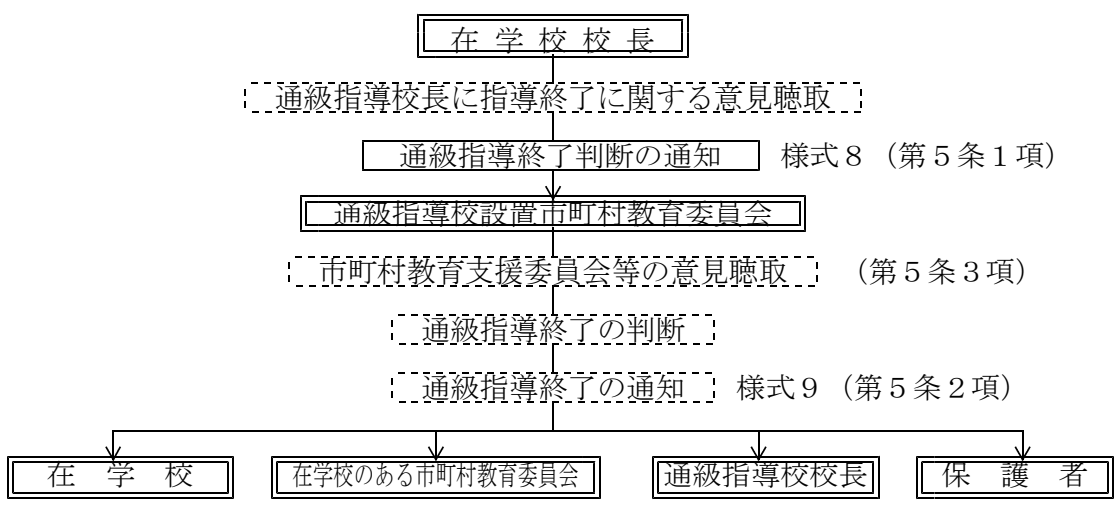 在学校校長
通級指導校長に指導終了に関する意見聴取
通級指導終了判断の通知 様式８（第５条１項）
通級指導校設置市町村教育委員会
市町村教育支援委員会等の意見聴取 （第５条３項）
通級指導終了の判断
通級指導終了の通知 様式９（第５条２項）
在学校 在学校のある市町村教育委員会 通級指導校校長 保護者